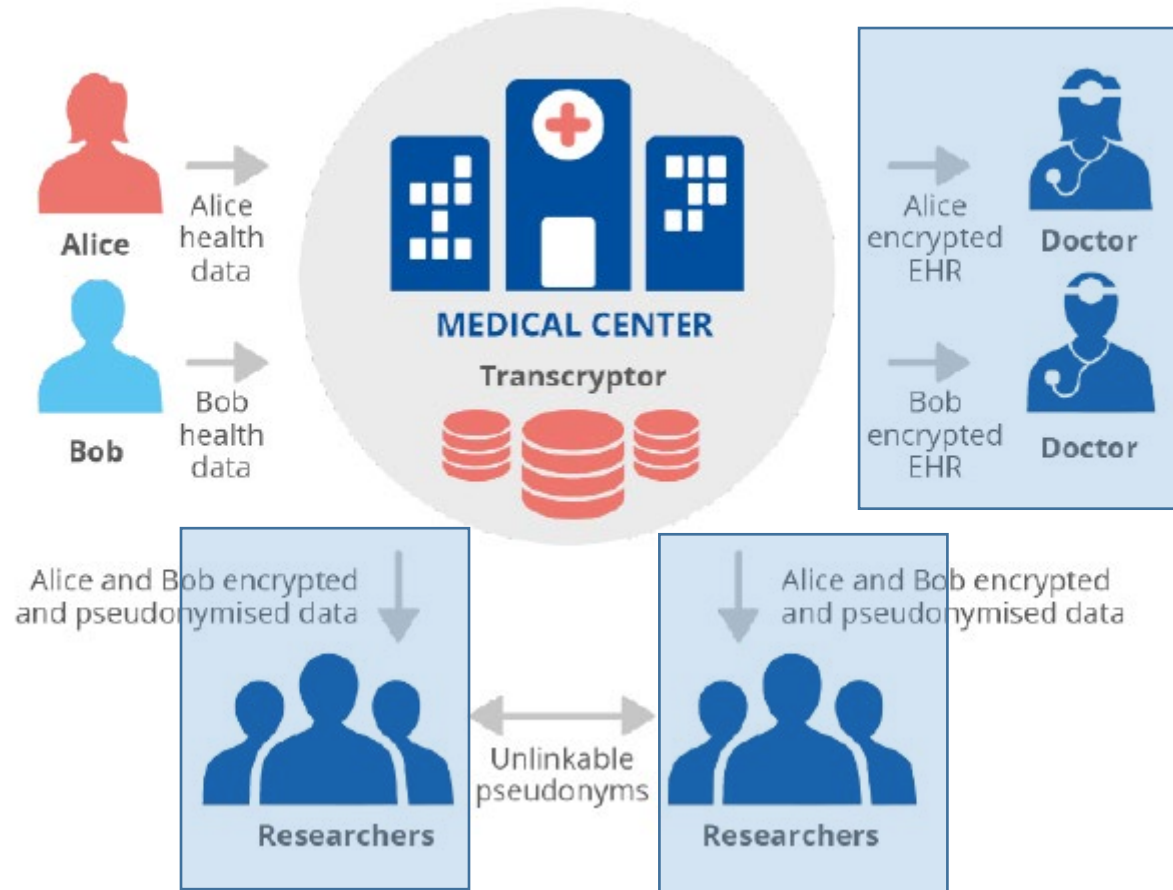 Alice
Alice
health
data
Bob
Bob
health
data
MEDICAL CENTER
Transcryptor
Alice
encrypted
EHR
Doctor
Bob
encrypted
EHR
Doctor
Alice and Bob encrypted
and pseudonymised data
Alice and Bob encrypted
and pseudonymised data
Unlinkable
pseudonyms
Researchers
Researchers